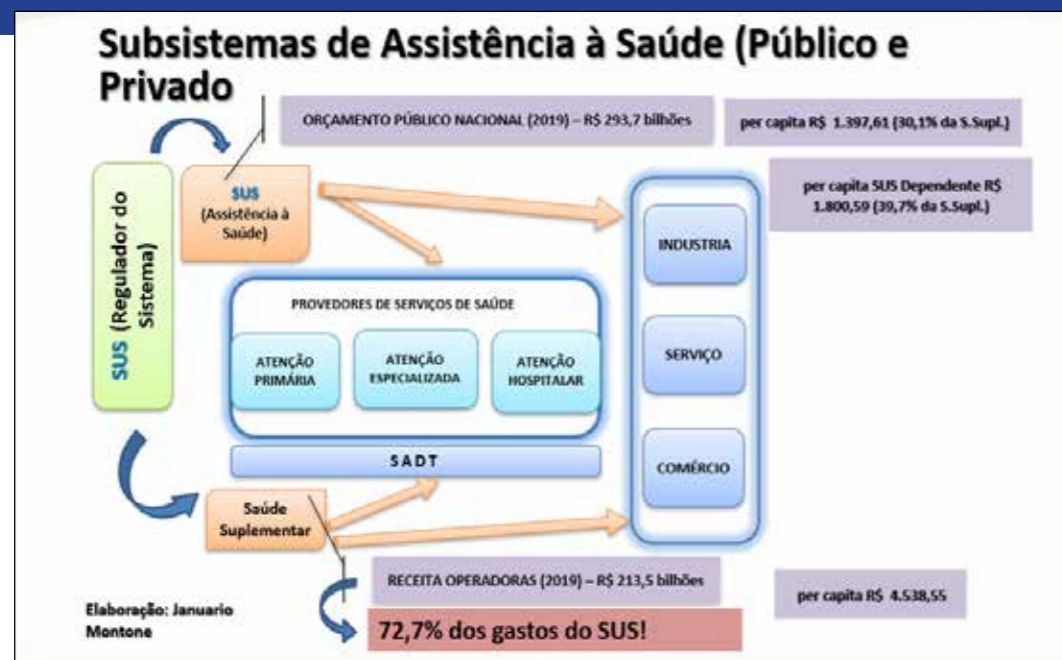 Subsistemas de Assistência à Saúde (Público e
Privado
ORÇAMENTO PÚBLICO NACIONAL (2019) – R$ 293,7 bilhões
per capita R$ 1.397,61 (30,1% da S.Supl.)
per capita SUS Dependente R$
1.800,59 (39,7% da S.Supl.)
SUS (Regulador do
Sistema)
SUS
(Assistência à
Saúde)
PROVEDORES DE SERVIÇOS DE SAÚDE
ATENÇÃO
PRIMÁRIA
ATENÇÃO
ESPECIALIZADA
ATENÇÃO
HOSPITALAR
SADT
INDUSTRIA
SERVIÇO
COMÉRCIO
Saúde
Suplementar
RECEITA OPERADORAS (2019) – R$ 213,5 bilhões
per capita R$ 4.538,55
72,7% dos gastos do SUS!
Elaboração: Januario
Montone